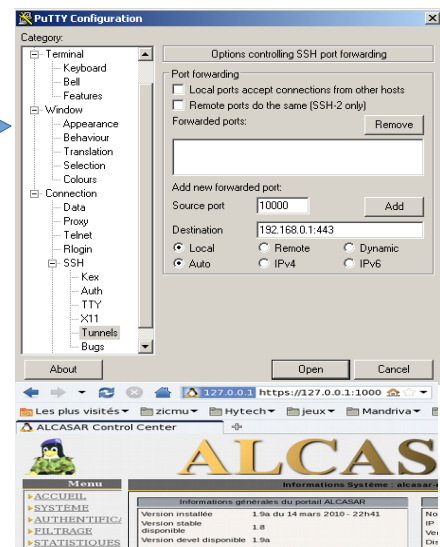 PuTTY Configuration
Category:
Terminal
Keyboard
Bell
Features
Window
Appearance
Behaviour
Translation
Selection
Colours
Connection
Data
Proxy
Telnet
Rlogin
SSH
Kex
Auth
TTY
X11
Tunnels
Bugs
Options controlling SSH port forwarding
Port forwarding
Local ports accept connections from other hosts
Remote ports do the same (SSH-2 only)
Forwarded ports:
Remove
Add new forwarded port:
Source port 10000 Add
Destination 192.168.0.1:443
Local Remote Dynamic
Auto IPv4 IPv6
About Open Cancel
127.0.0.1 https://127.0.0.1:1000
Les plus visités zicmu Hytech jeux Mandriva
ALCASAR Control Center
ALCAS
Menu
ACCUEIL
SYSTÈME
AUTHENTIFICA
FILTRAGE
STATISTIQUES
Informations Système : alcasar-
Informations générales du portail ALCASAR
Version installée 1.9a du 14 mars 2010 - 22h41
Version stable disponible 1.8
Version devel disponible 1.9a
No
IP
Ver
Dis